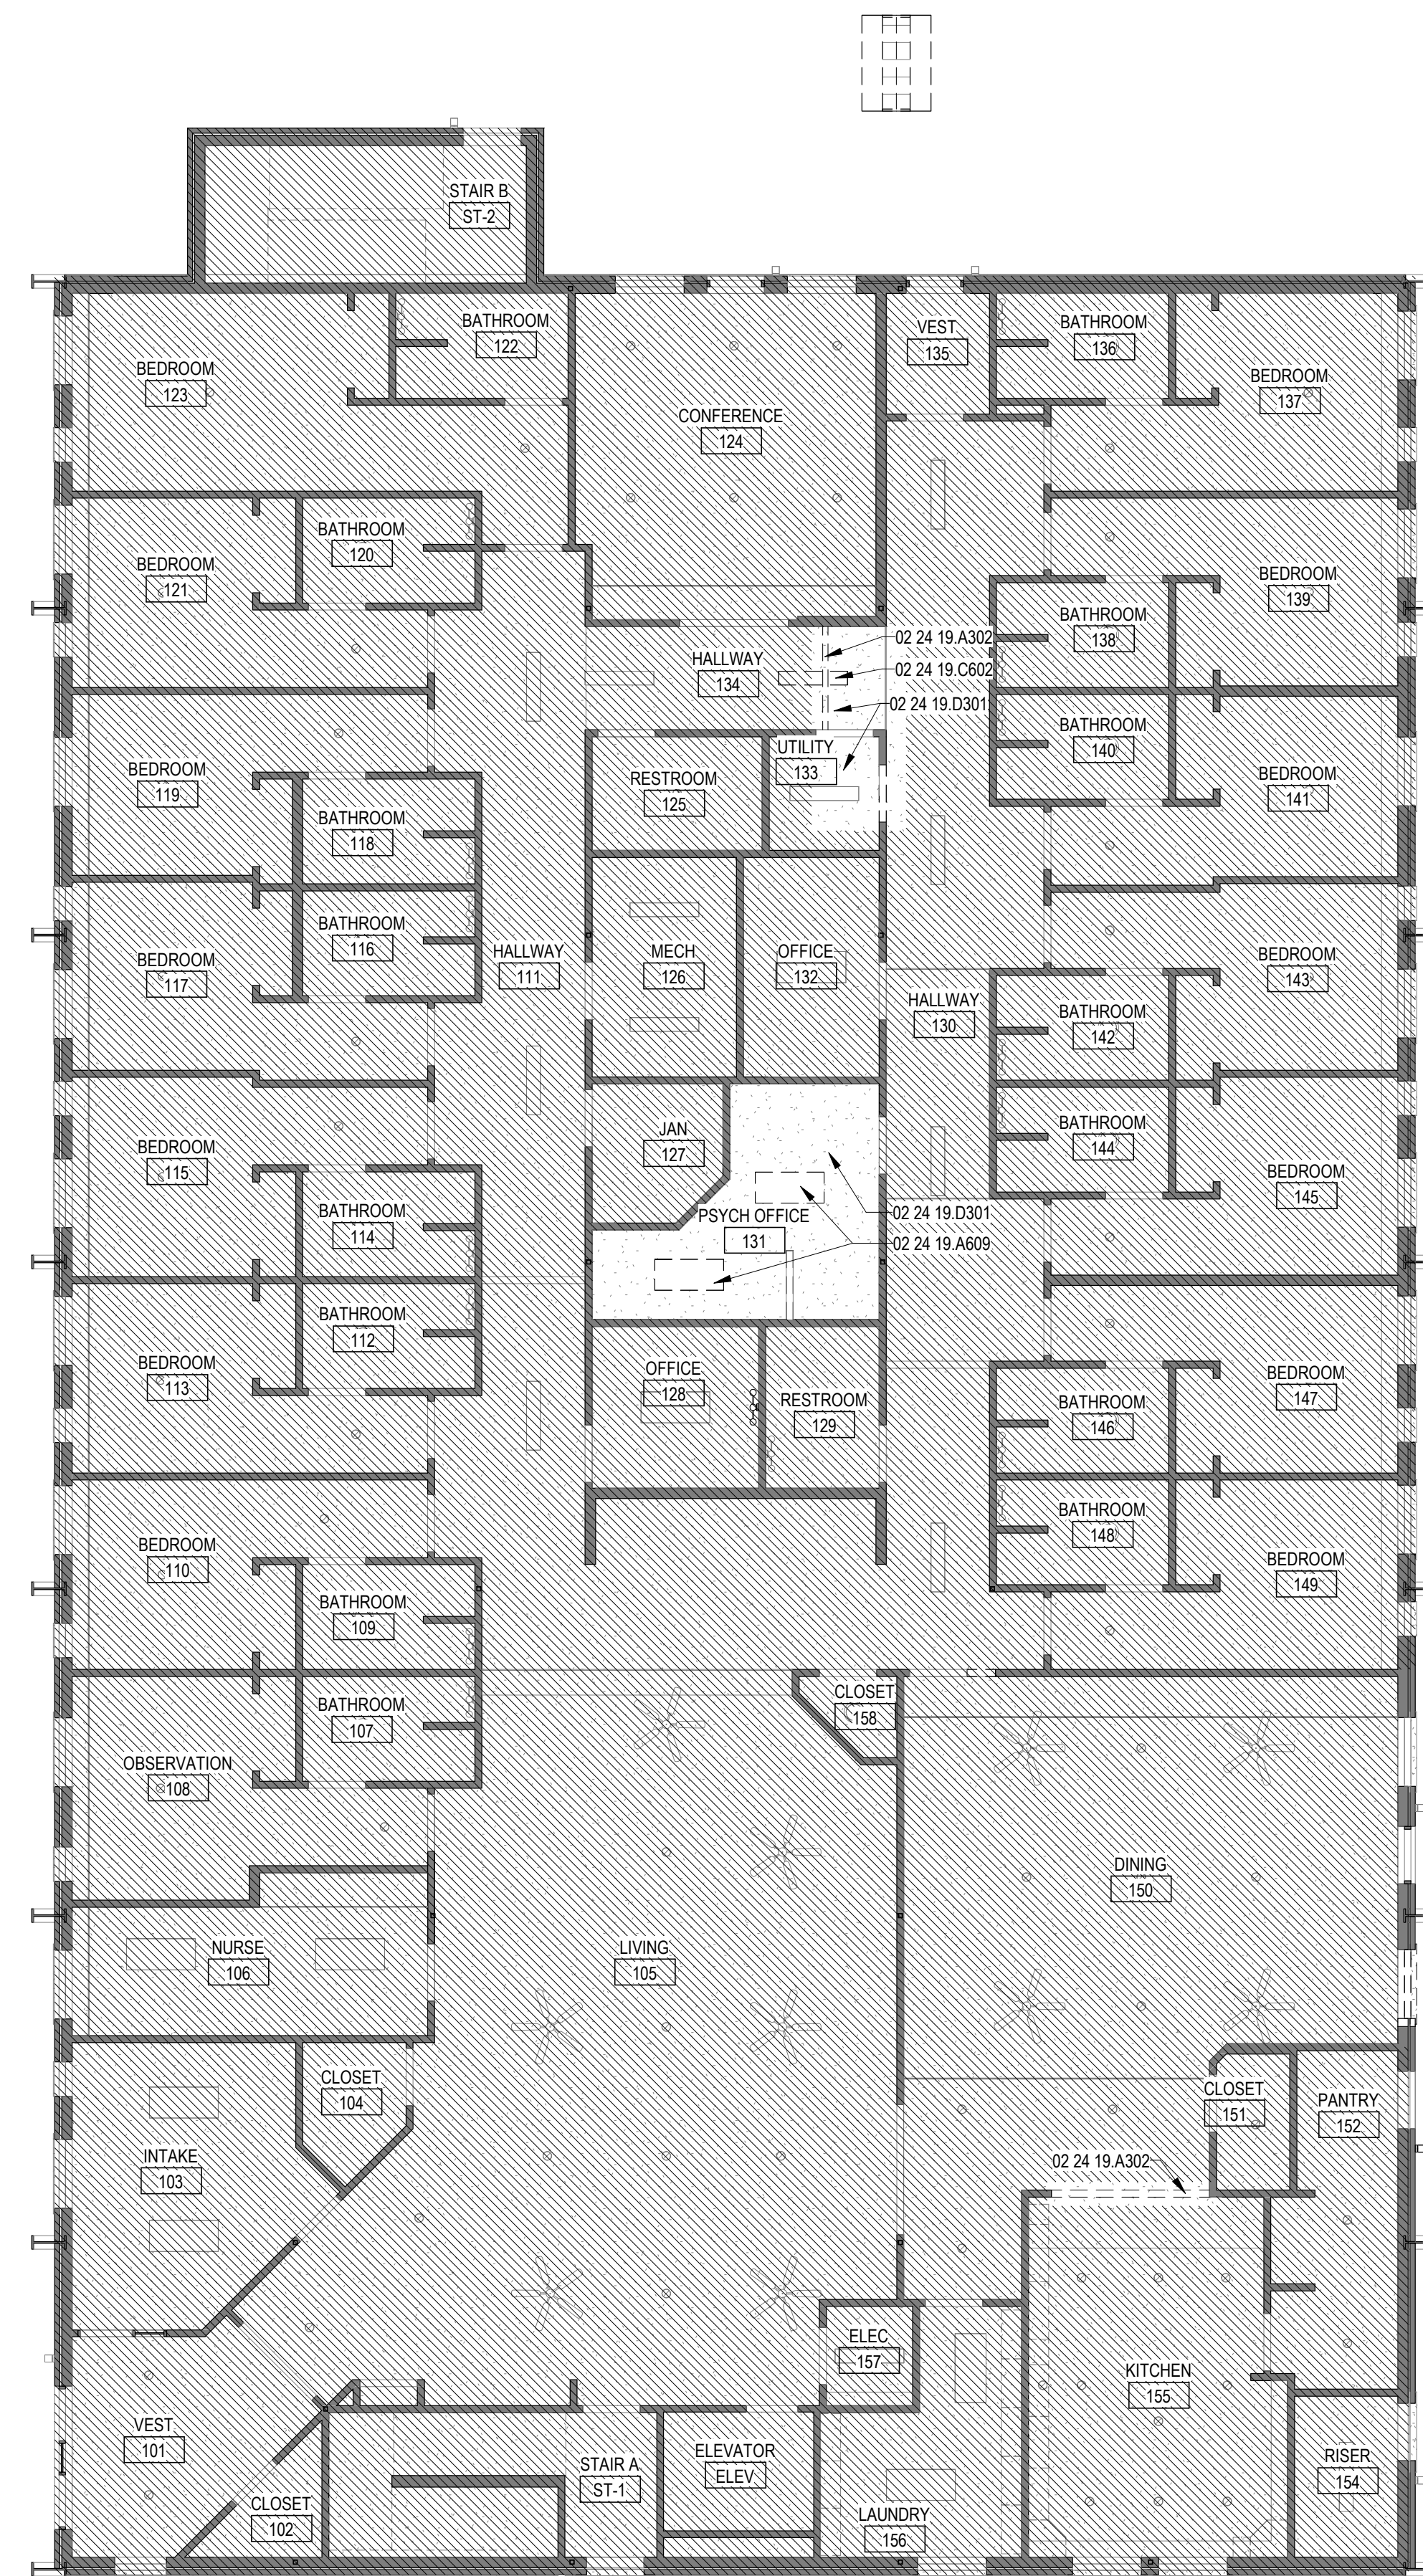 STAIR B
ST-2
BATHROOM
122
VEST
135
BATHROOM
136
BEDROOM
123
BEDROOM
137
CONFERENCE
124
BATHROOM
120
BEDROOM
121
BEDROOM
139
BATHROOM
138
02 24 19.A302
HALLWAY
134
02 24 19.C602
02 24 19.D301
UTILITY
133
BATHROOM
140
BEDROOM
119
RESTROOM
125
BEDROOM
141
BATHROOM
118
BATHROOM
116
BEDROOM
117
HALLWAY
111
MECH
126
OFFICE
132
BEDROOM
143
HALLWAY
130
BATHROOM
142
BEDROOM
115
JAN
127
BATHROOM
144
BEDROOM
145
BATHROOM
114
PSYCH OFFICE
131
02 24 19.D301
02 24 19.A609
BATHROOM
112
BEDROOM
113
OFFICE
128
RESTROOM
129
BEDROOM
147
BATHROOM
146
BATHROOM
148
BEDROOM
110
BEDROOM
149
BATHROOM
109
BATHROOM
107
CLOSET
158
OBSERVATION
108
DINING
150
NURSE
106
LIVING
105
CLOSET
104
CLOSET
151
PANTRY
152
INTAKE
103
02 24 19.A302
ELEC
157
KITCHEN
155
VEST
101
STAIR A
ST-1
ELEVATOR
ELEV
RISER
154
CLOSET
102
LAUNDRY
156